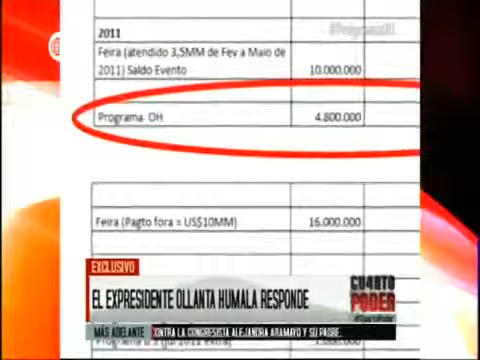 2011
Feira (atendido 3,5MM de Fev a Maio de
2011) Saldo Evento 10.000.000
Programa OH 4.800.000
Feira (Pagto fora = US$10MM) 16.000.000
EXCLUSIVO
EL EXPRESIDENTE OLLANTA HUMALA RESPONDE
CUARTO
PODER
MÁS ADELANTE CONTRA LA CONGRESISTA ALEJANDRA ARAMAYO Y SU PADRE.